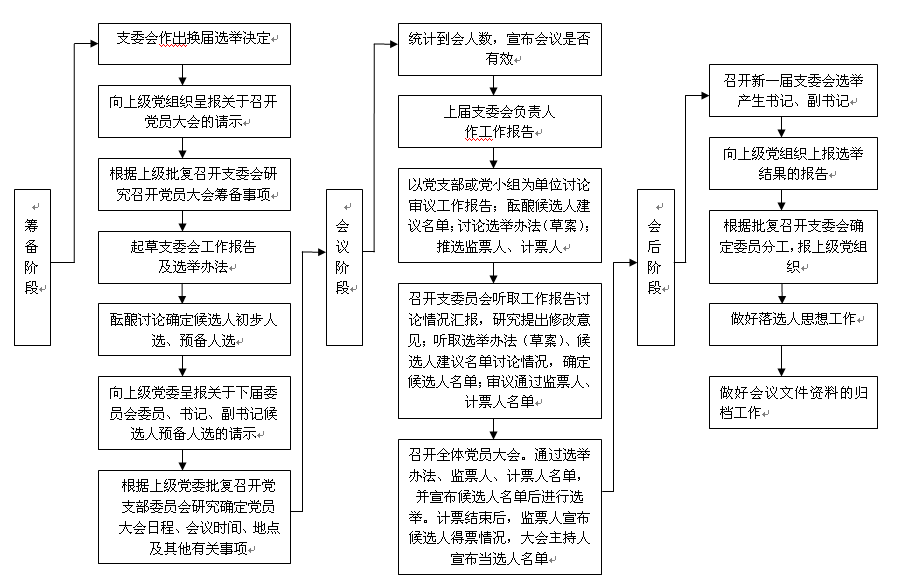 筹
备
阶
段
支委会作出换届选举决定
向上级党组织呈报关于召开
党员大会的请示
根据上级批复召开支委会研
究召开党员大会筹备事项
起草支委会工作报告
及选举办法
酝酿讨论确定候选人初步人
选、预备人选
向上级党委呈报关于下届委
员会委员、书记、副书记候
选人预备人选的请示
根据上级党委批复召开党
支部委员会研究确定党员
大会日程、会议时间、地点
及其他有关事项
会
议
阶
段
统计到会人数，宣布会议是否
有效
上届支委会负责人
作工作报告
以党支部或党小组为单位讨论
审议工作报告；酝酿候选人建
议名单；讨论选举办法（草案）；
推选监票人、计票人
召开支委员会听取工作报告讨
论情况汇报，研究提出修改意
见；听取选举办法（草案）、候
选人建议名单讨论情况，确定
候选人名单；审议通过监票人、
计票人名单
召开全体党员大会。通过选举
办法、监票人、计票人名单，
并宣布候选人名单后进行选
举。计票结束后，监票人宣布
候选人得票情况，大会主持人
宣布当选人名单
会
后
阶
段
召开新一届支委会选举
产生书记、副书记
向上级党组织上报选举
结果的报告
根据批复召开支委会确
定委员分工，报上级党组
织
做好落选人思想工作
做好会议文件资料的归
档工作